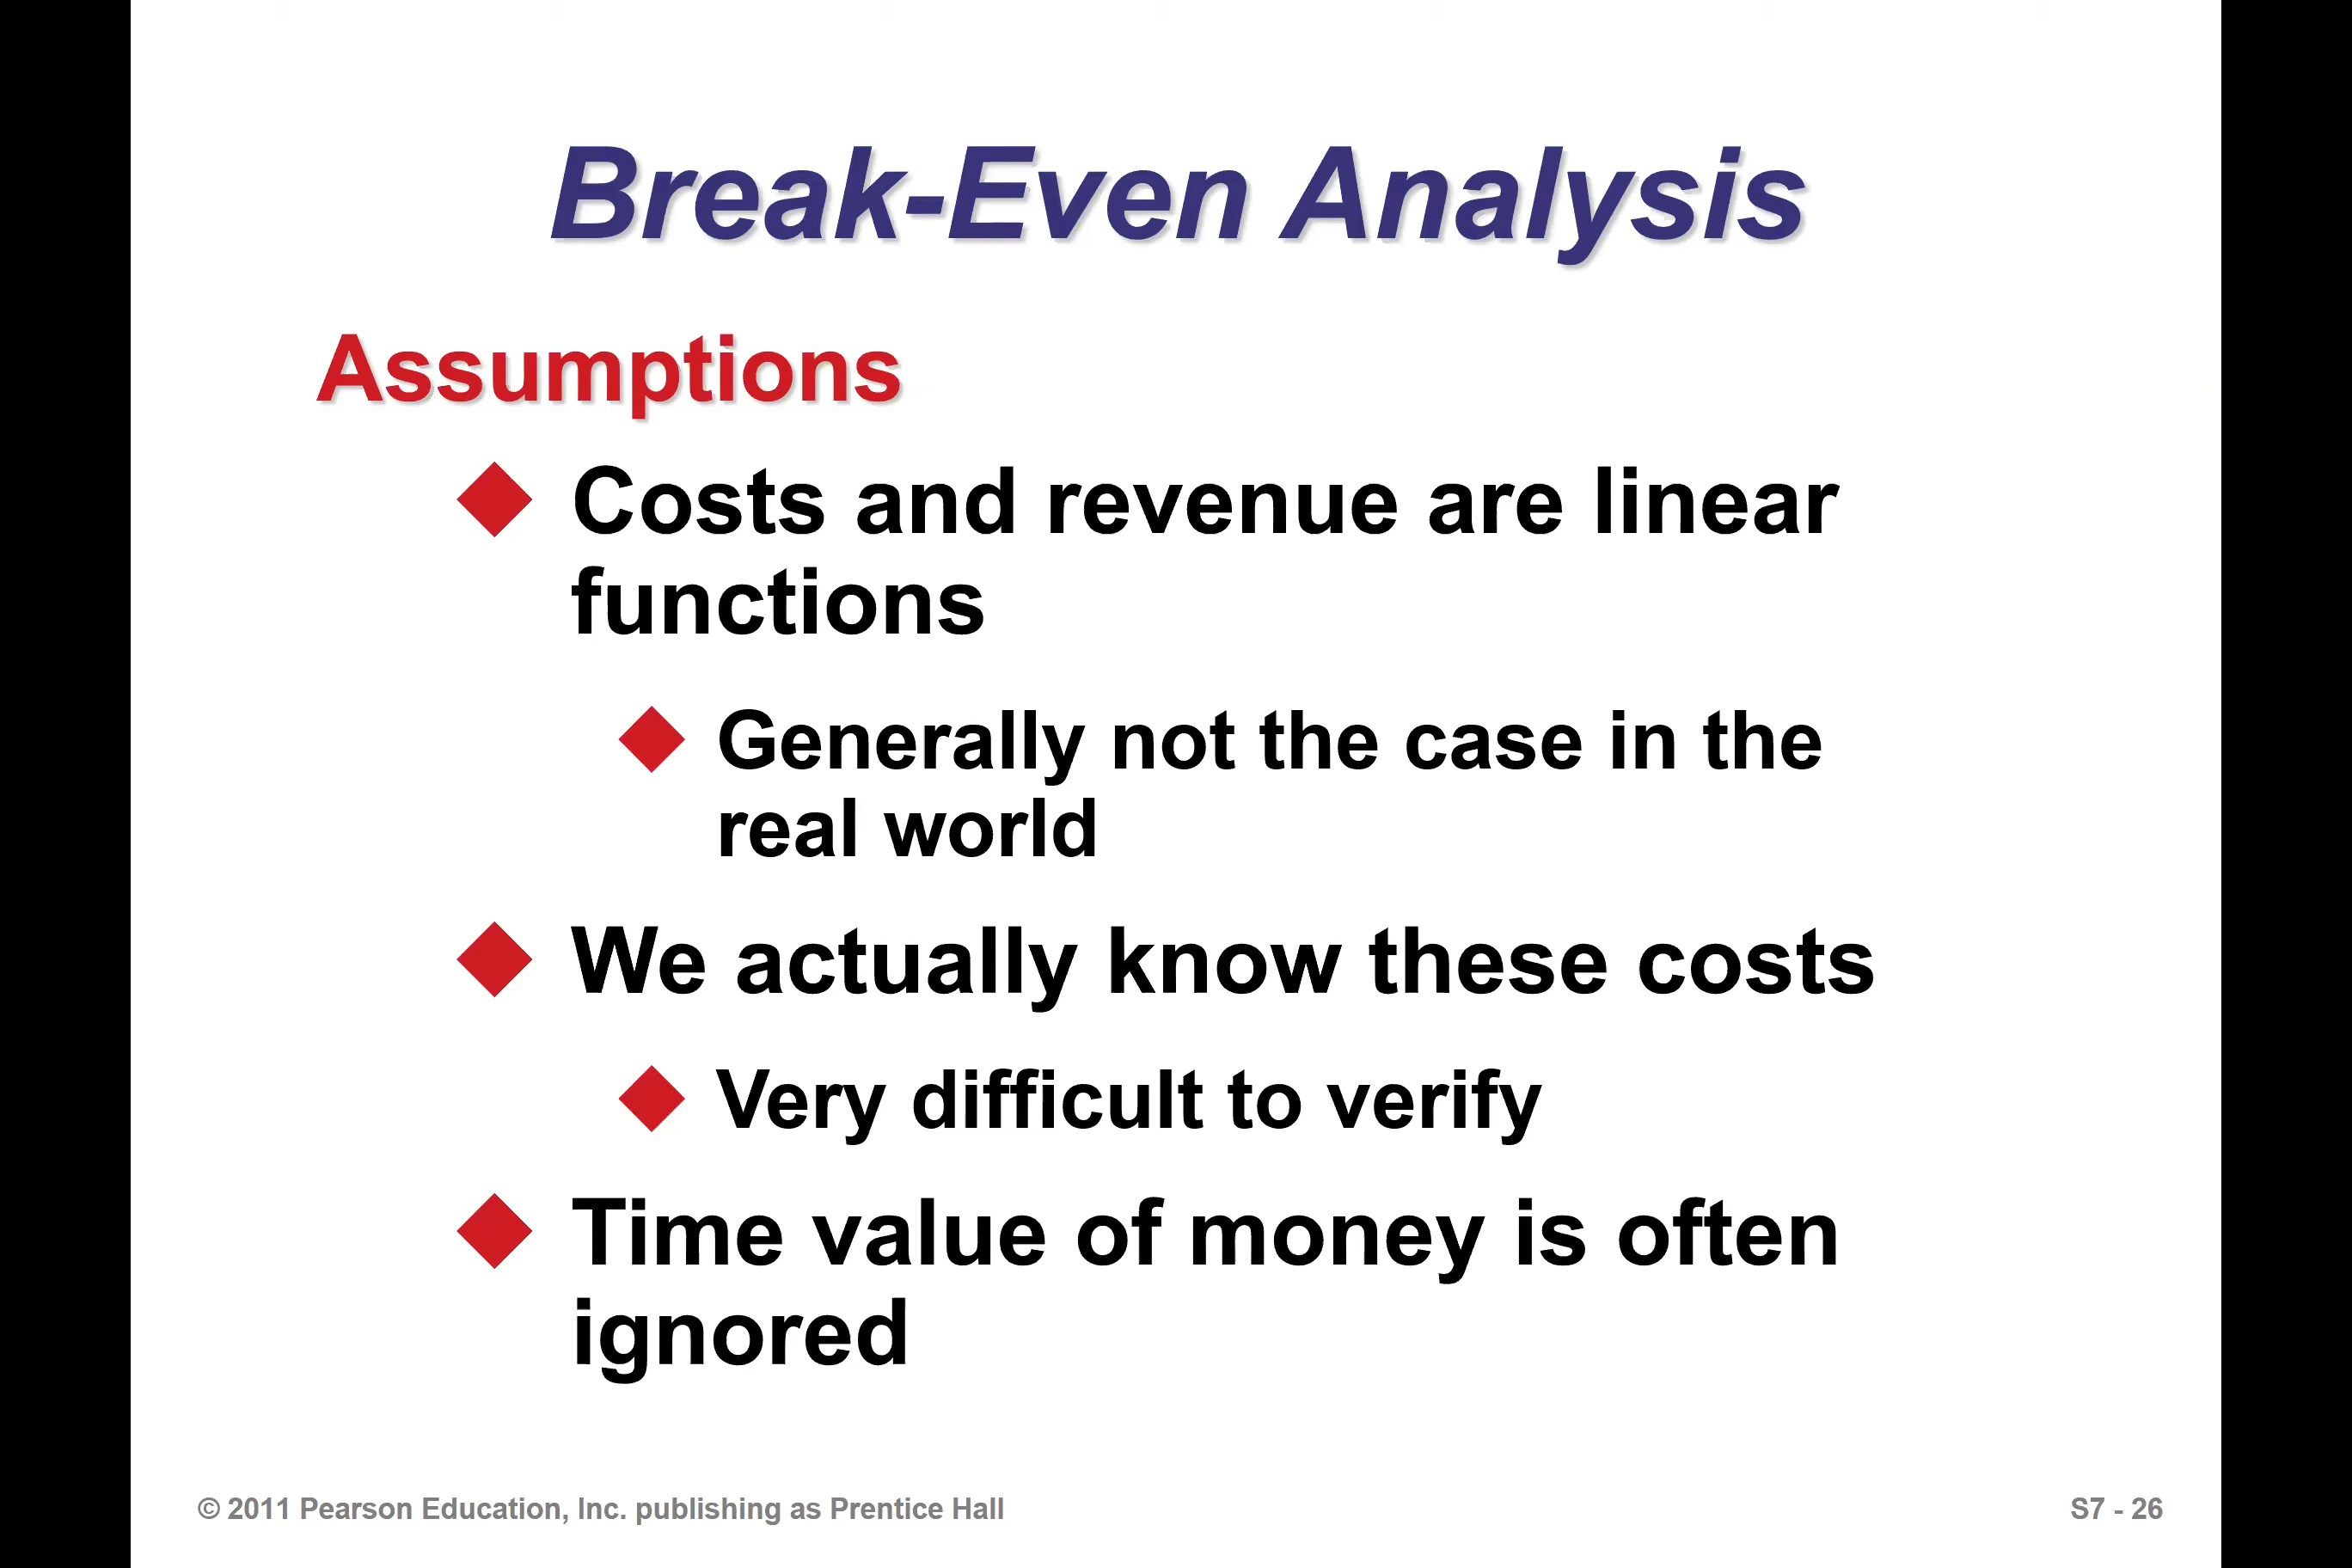 Break-Even Analysis
Assumptions
Costs and revenue are linear
functions
Generally not the case in the
real world
We actually know these costs
Very difficult to verify
Time value of money is often
ignored
© 2011 Pearson Education, Inc. publishing as Prentice Hall
S7 - 26